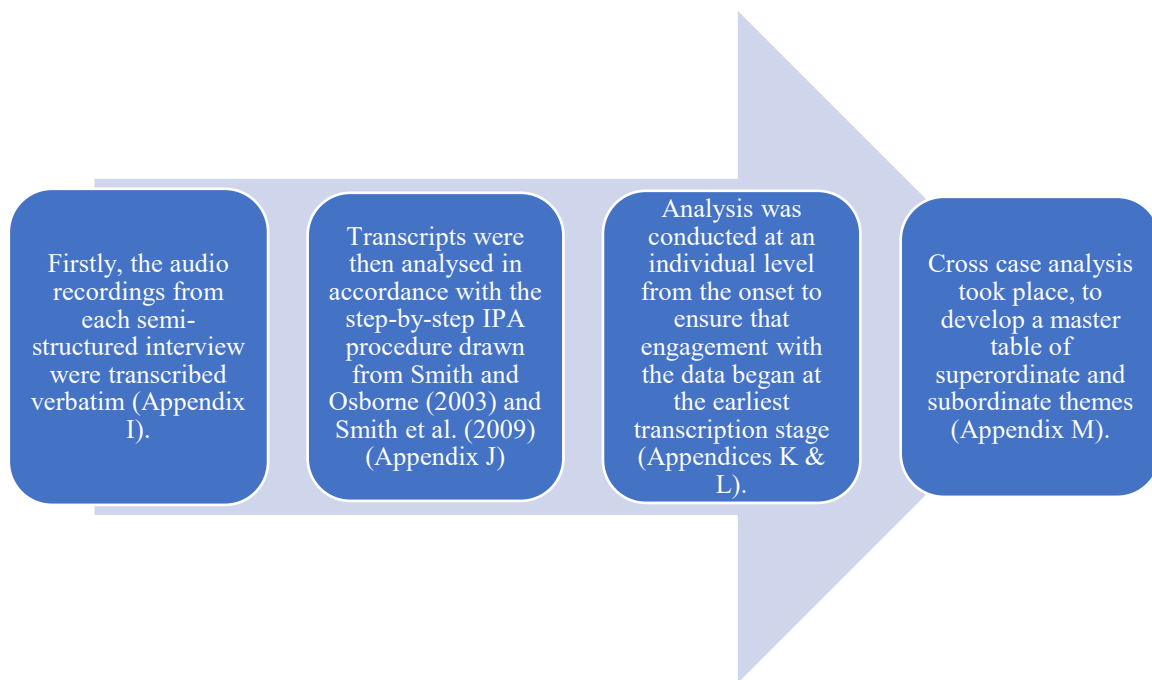 Firstly, the audio
recordings from
each semi-
structured interview
were transcribed
verbatim (Appendix
I).
Transcripts were
then analysed in
accordance with the
step-by-step IPA
procedure drawn
from Smith and
Osborne (2003) and
Smith et al. (2009)
(Appendix J)
Analysis was
conducted at an
individual level
from the onset to
ensure that
engagement with
the data began at
the earliest
transcription stage
(Appendices K &
L).
Cross case analysis
took place, to
develop a master
table of
superordinate and
subordinate themes
(Appendix M).